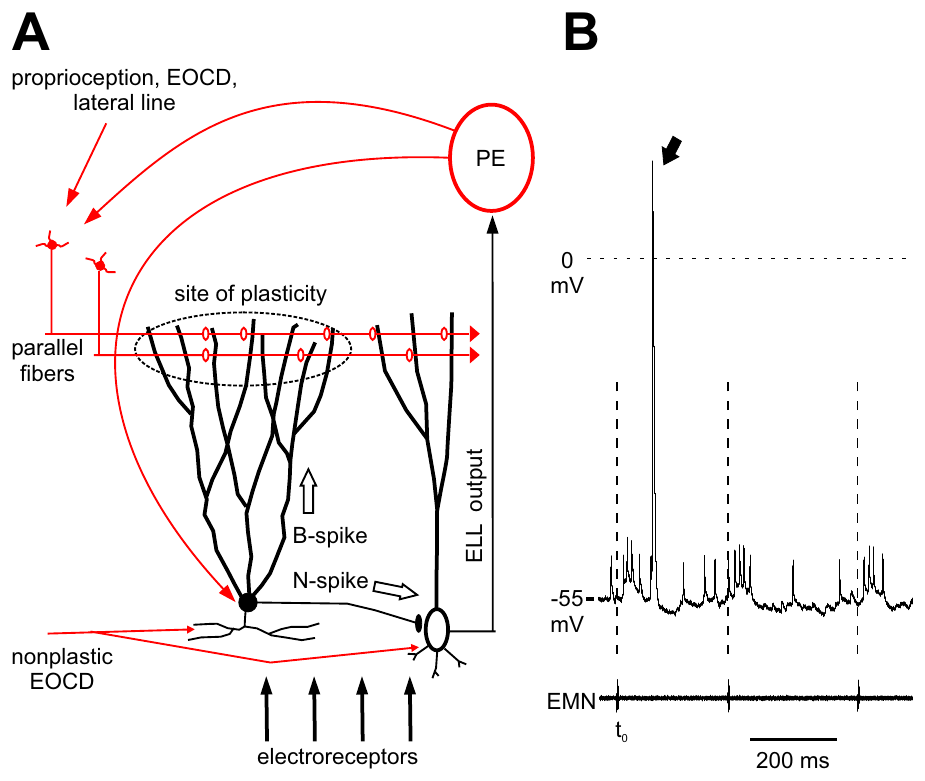 A
proprioception, EOCD,
lateral line
PE
site of plasticity
parallel
fibers
B-spike
N-spike
ELL output
nonplastic
EOCD
electroreceptors
B
0
mV
-55
mV
EMN
t0
200 ms